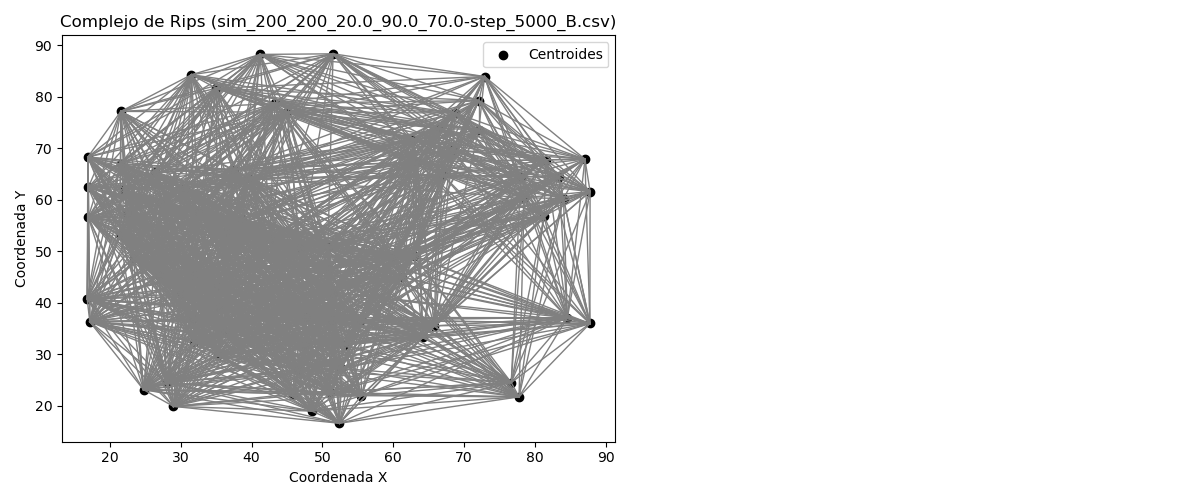 Complejo de Rips (sim_200_200_20.0_90.0_70.0-step_5000_B.csv)
Centroides
90
80
70
60
50
40
30
20
Coordenada Y
20 30 40 50 60 70 80 90
Coordenada X